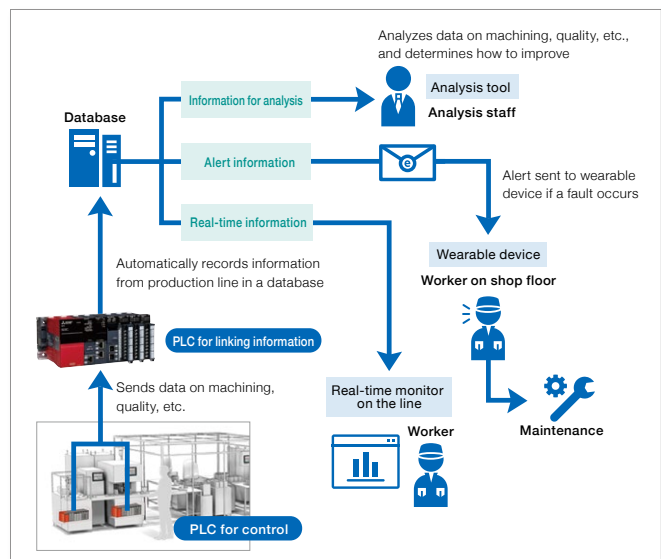 Analyzes data on machining, quality, etc.,
and determines how to improve
Analysis tool
Analysis staff
Database
Information for analysis
Alert information
e
Alert sent to wearable
device if a fault occurs
Real-time information
Wearable device
Worker on shop floor
Automatically records information
from production line in a database
PLC for linking information
Sends data on machining,
quality, etc.
Real-time monitor
on the line
Worker
Maintenance
PLC for control